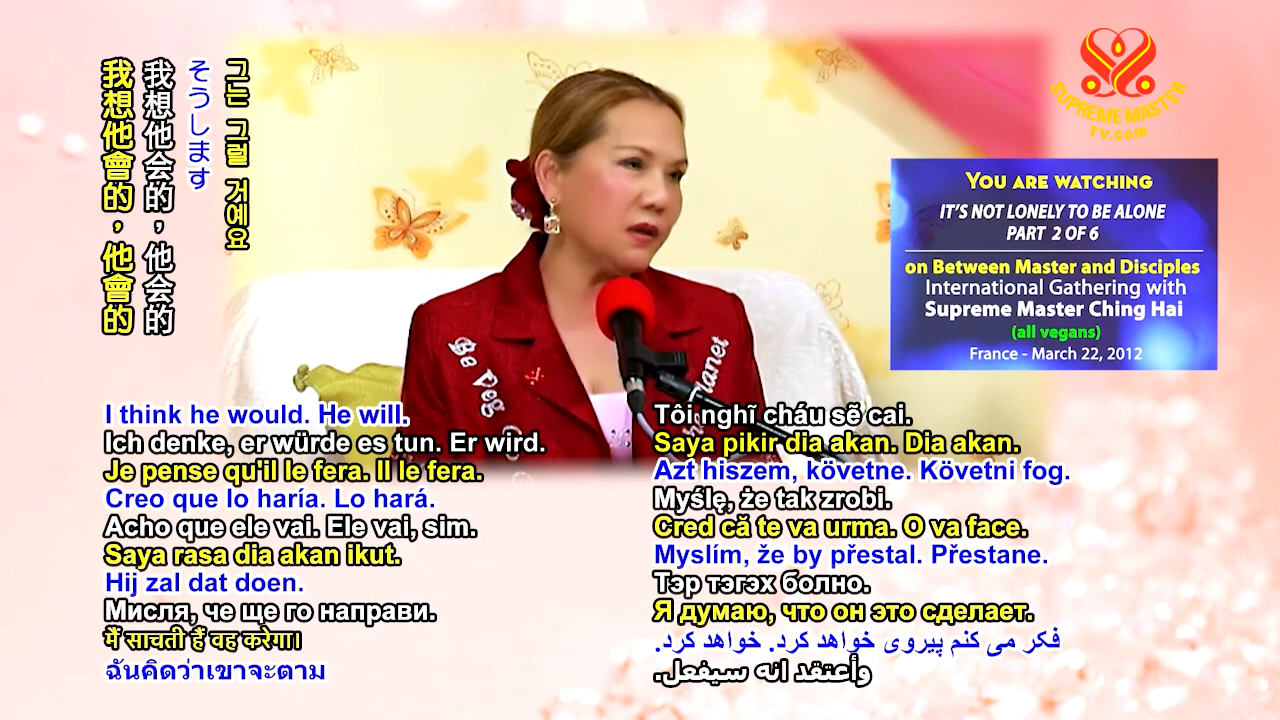 我想他會的，他會的
我想他会的，他会的
そうします
그는 그럴 거예요
SUPREME MASTER
TV.com
YOU ARE WATCHING
IT'S NOT LONELY TO BE ALONE
PART 2 OF 6
on Between Master and Disciples
International Gathering with
Supreme Master Ching Hai
(all vegans)
France - March 22, 2012
Be Veg
Planet
I think he would. He will.
Ich denke, er würde es tun. Er wird.
Je pense qu'il le fera. Il le fera.
Creo que lo haría. Lo hará.
Acho que ele vai. Ele vai, sim.
Saya rasa dia akan ikut.
Hij zal dat doen.
Мисля, че ще го направи.
मैं साचती हैं वह करेगा।
ฉันคิดว่าเขาจะตาม
Tôi nghĩ cháu sẽ cai.
Saya pikir dia akan. Dia akan.
Azt hiszem, követne. Követni fog.
Myślę, że tak zrobi.
Cred că te va urma. O va face.
Myslím, že by přestal. Přestane.
Тэр тэгэх болно.
Я думаю, что он это сделает.
فکر می کنم پیروی خواهد کرد. خواهد کرد.
وأعتقد انه سيفعل.